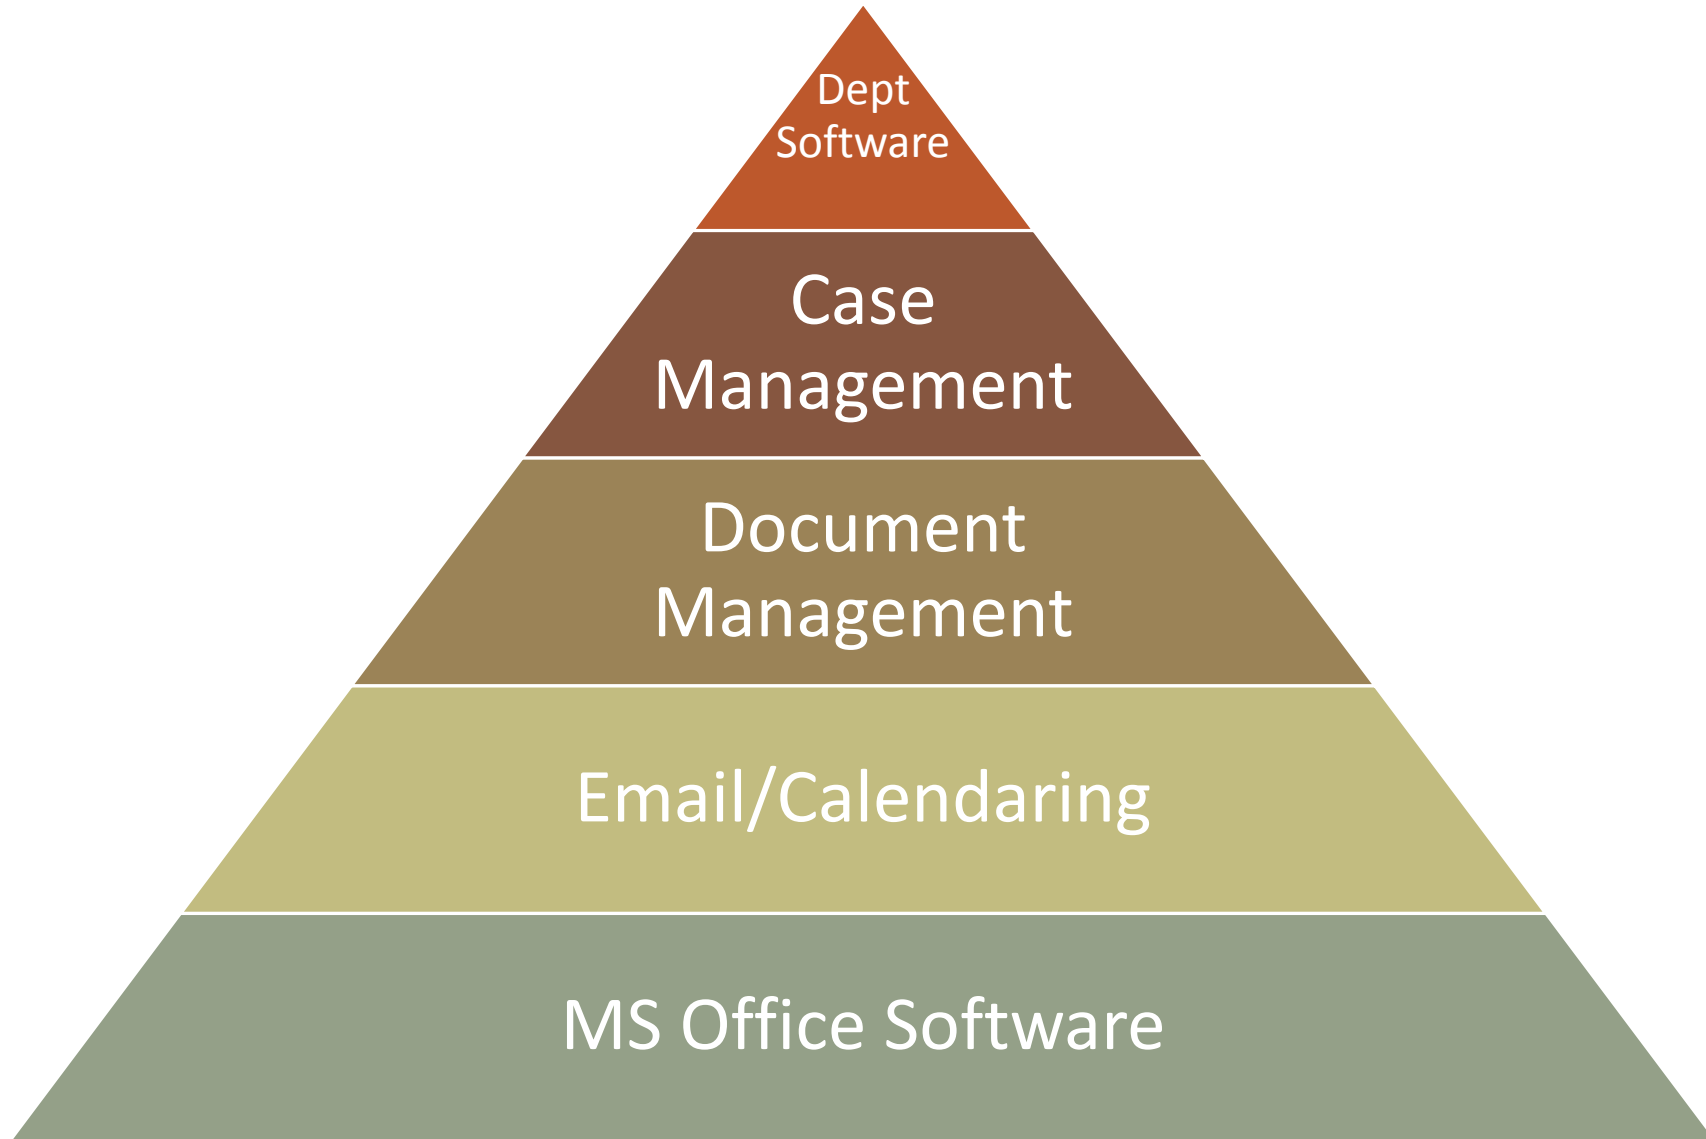 Dept
Software
Case
Management
Document
Management
Email/Calendaring
MS Office Software